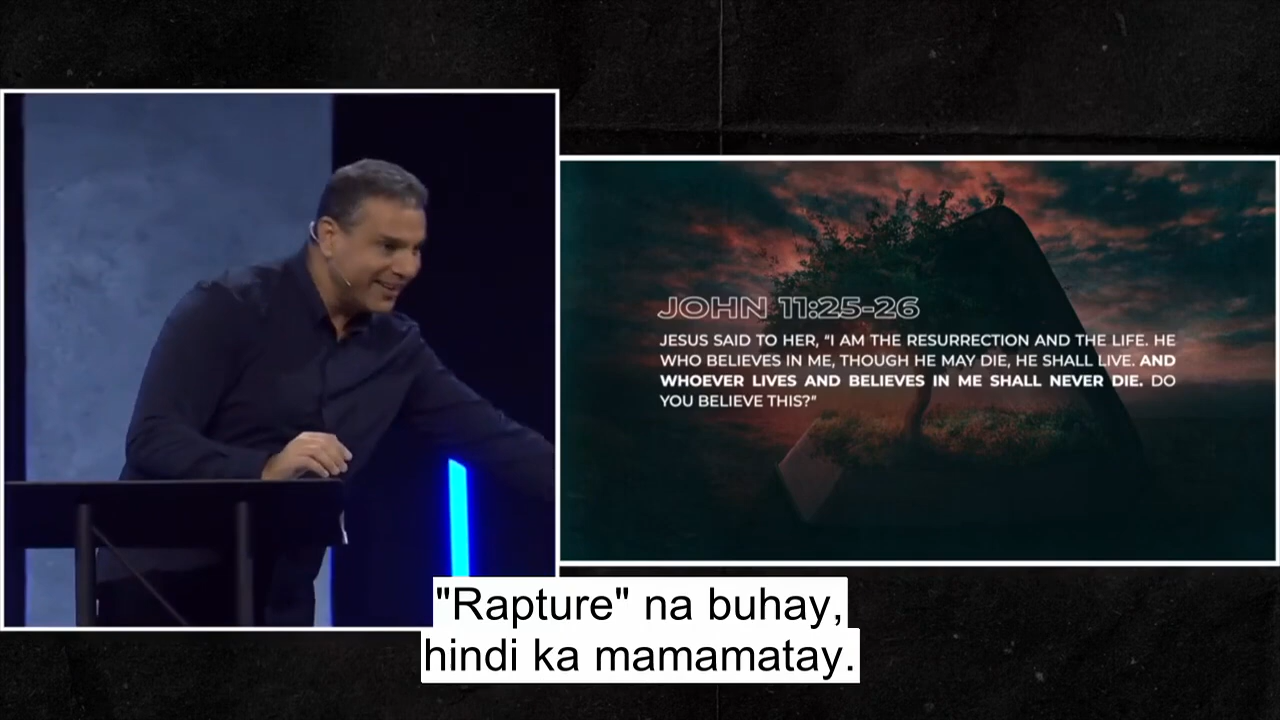 JOHN 11:25-26
JESUS SAID TO HER, "I AM THE RESURRECTION AND THE LIFE. HE
WHO BELIEVES IN ME, THOUGH HE MAY DIE, HE SHALL LIVE. AND
WHOEVER LIVES AND BELIEVES IN ME SHALL NEVER DIE. DO
YOU BELIEVE THIS?"
"Rapture" na buhay,
hindi ka mamamatay.